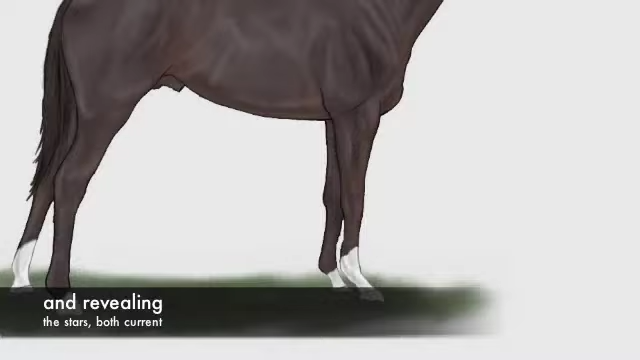 and revealing
the stars, both current